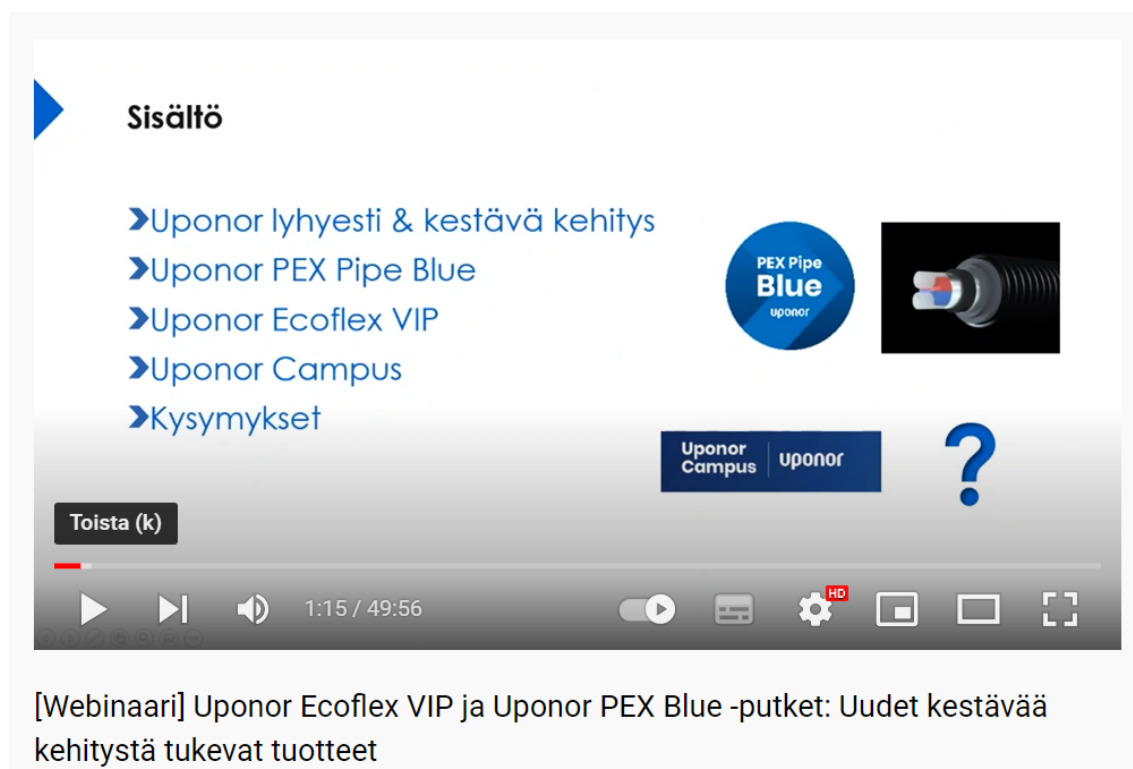 Sisältö
Uponor lyhyesti & kestävä kehitys
Uponor PEX Pipe Blue
Uponor Ecoflex VIP
Uponor Campus
Kysymykset
PEX Pipe
Blue
uponor
Uponor
Campus
uponor
?
Toista (k)
1:15 / 49:56
HD
[Webinaari] Uponor Ecoflex VIP ja Uponor PEX Blue -putket: Uudet kestävää
kehitystä tukevat tuotteet